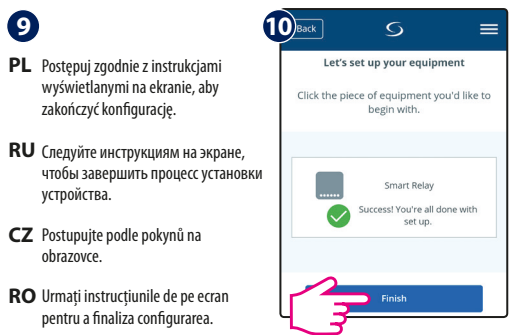 9
PL Postępuj zgodnie z instrukcjami
wyświetlanymi na ekranie, aby
zakończyć konfigurację.
RU Следуйте инструкциям на экране,
чтобы завершить процесс установки
устройства.
CZ Postupujte podle pokynů na
obrazovce.
RO Urmați instrucțiunile de pe ecran
pentru a finaliza configurarea.
10
Back
Let's set up your equipment
Click the piece of equipment you'd like to
begin with.
Smart Relay
Success! You're all done with
set up.
Finish